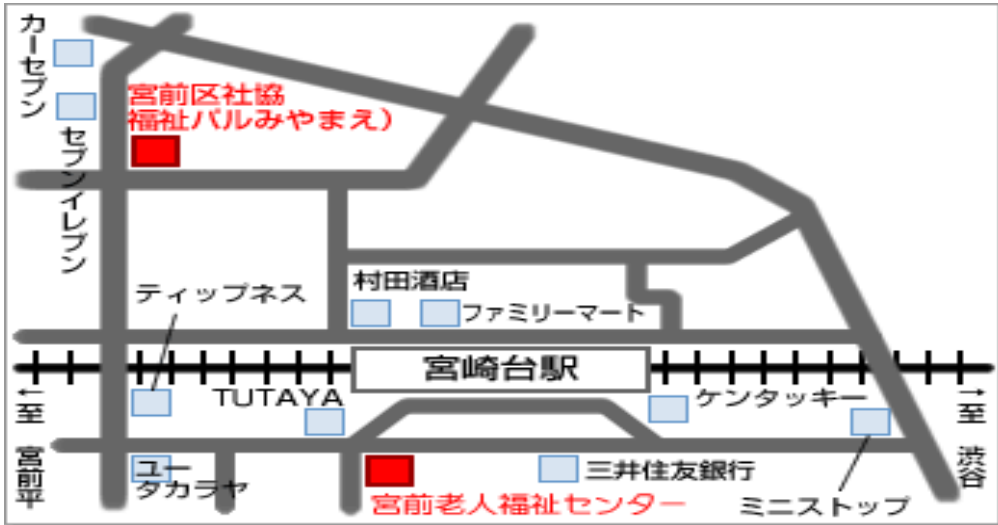 カーセブン
宮前区社協
福祉パルみやまえ）
セブンイレブン
村田酒店
ティップネス
ファミリーマート
宮崎台駅
TUTAYA
ケンタッキー
←至
宮前平
→至
渋谷
ユー
タカラヤ
三井住友銀行
宮前老人福祉センター
ミニストップ